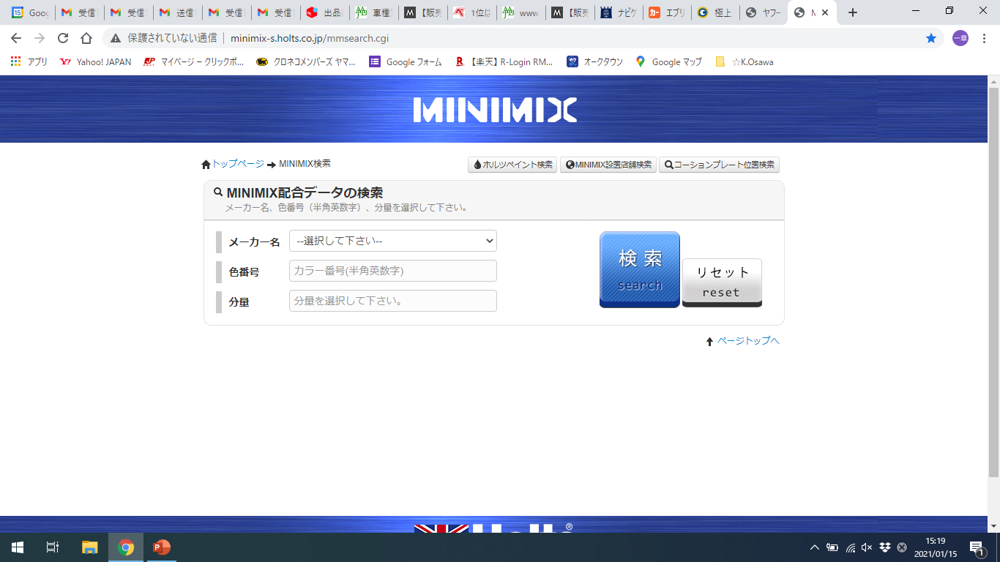 Goog
受信
受信
送信
受信
受信
出品
車種
【販売
1位は
www
【販売
ナビゲ
エブリ
極上
ヤフー
保護されていない通信 | minimix-s.holts.co.jp/mmsearch.cgi
一章
アプリ
Yahoo! JAPAN
マイページ – クリックポ...
クロネコメンバーズ ヤマ...
Google フォーム
【楽天】R-Login RM...
オークタウン
Google マップ
☆K.Osawa
MINIMIX
トップページ
MINIMIX検索
ホルツペイント検索
MINIMIX設置店舗検索
コーションプレート位置検索
MINIMIX配合データの検索
メーカー名、色番号（半角英数字）、分量を選択して下さい。
メーカー名
--選択して下さい--
色番号
カラー番号(半角英数字)
分量
分量を選択して下さい。
検索
search
リセット
reset
ページトップへ
15:19
2021/01/15
1